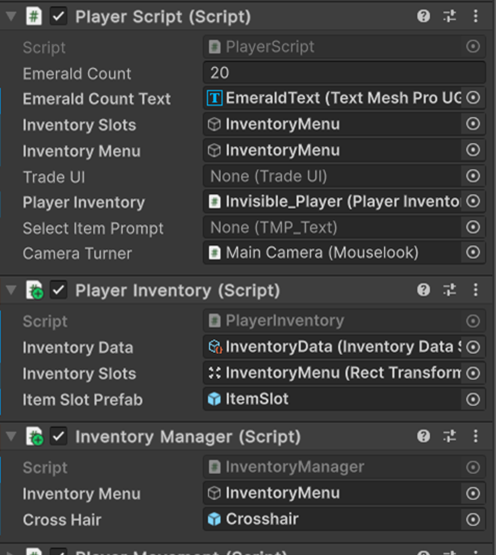 Player Script (Script)
Script PlayerScript
Emerald Count 20
Emerald Count Text EmeraldText (Text Mesh Pro UG
Inventory Slots InventoryMenu
Inventory Menu InventoryMenu
Trade UI None (Trade UI)
Player Inventory Invisible_Player (Player Invento
Select Item Prompt None (TMP_Text)
Camera Turner Main Camera (Mouselook)
Player Inventory (Script)
Script PlayerInventory
Inventory Data InventoryData (Inventory Data S
Inventory Slots InventoryMenu (Rect Transform
Item Slot Prefab ItemSlot
Inventory Manager (Script)
Script InventoryManager
Inventory Menu InventoryMenu
Cross Hair Crosshair
Player Movement (Script)